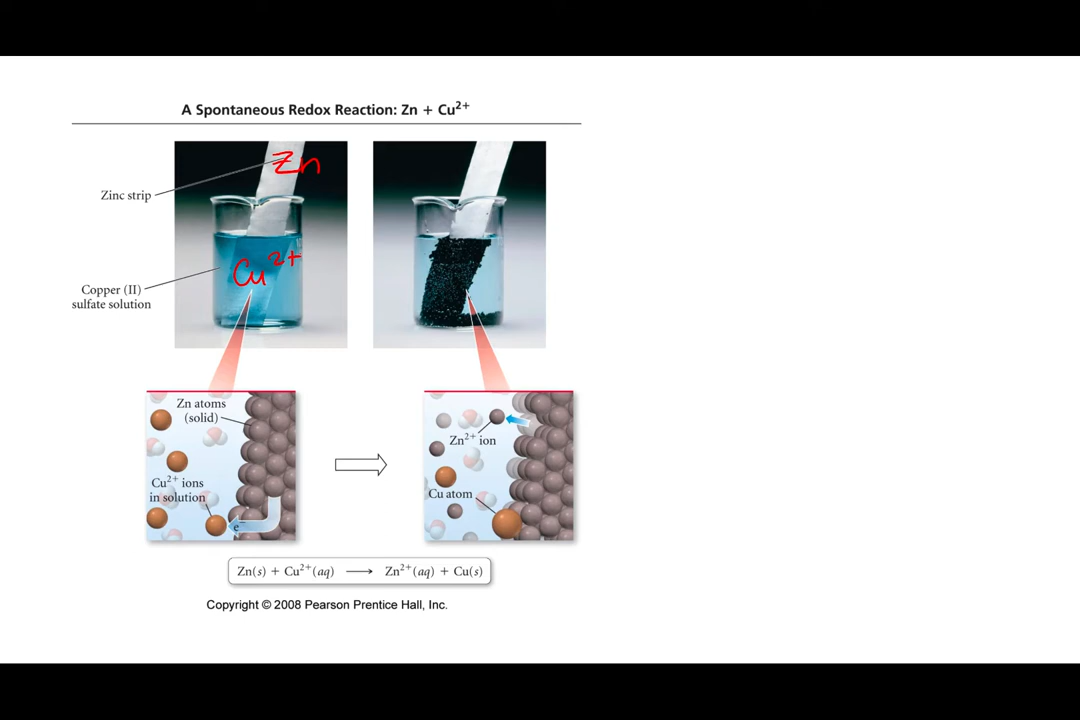 A Spontaneous Redox Reaction: Zn + Cu²⁺
Zn
Zinc strip
Cu²⁺
Copper (II)
sulfate solution
Zn atoms
(solid)
Cu²⁺ ions
in solution
e⁻
Zn²⁺ ion
Cu atom
Zn(s) + Cu²⁺(aq) ⟶ Zn²⁺(aq) + Cu(s)
Copyright © 2008 Pearson Prentice Hall, Inc.